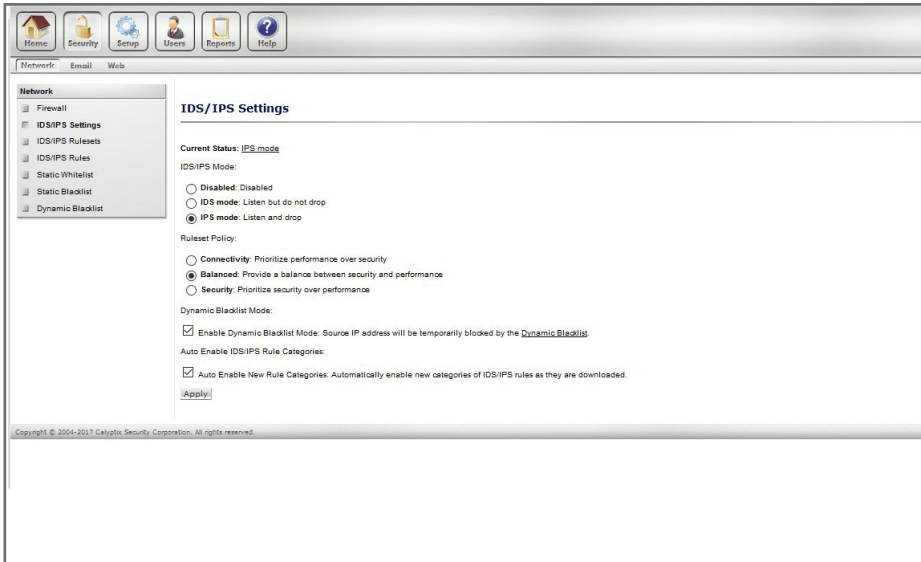 Home Security Setup Users Reports Help
Network Email Web
Network
Firewall
IDS/IPS Settings
IDS/IPS Rulesets
IDS/IPS Rules
Static Whitelist
Static Blacklist
Dynamic Blacklist
IDS/IPS Settings
Current Status: IPS mode
IDS/IPS Mode:
Disabled: Disabled
IDS mode: Listen but do not drop
IPS mode: Listen and drop
Ruleset Policy:
Connectivity: Prioritize performance over security
Balanced: Provide a balance between security and performance
Security: Prioritize security over performance
Dynamic Blacklist Mode:
Enable Dynamic Blacklist Mode: Source IP address will be temporarily blocked by the Dynamic Blacklist.
Auto Enable IDS/IPS Rule Categories:
Auto Enable New Rule Categories: Automatically enable new categories of IDS/IPS rules as they are downloaded.
Apply
Copyright © 2004-2017 Calyptix Security Corporation. All rights reserved.